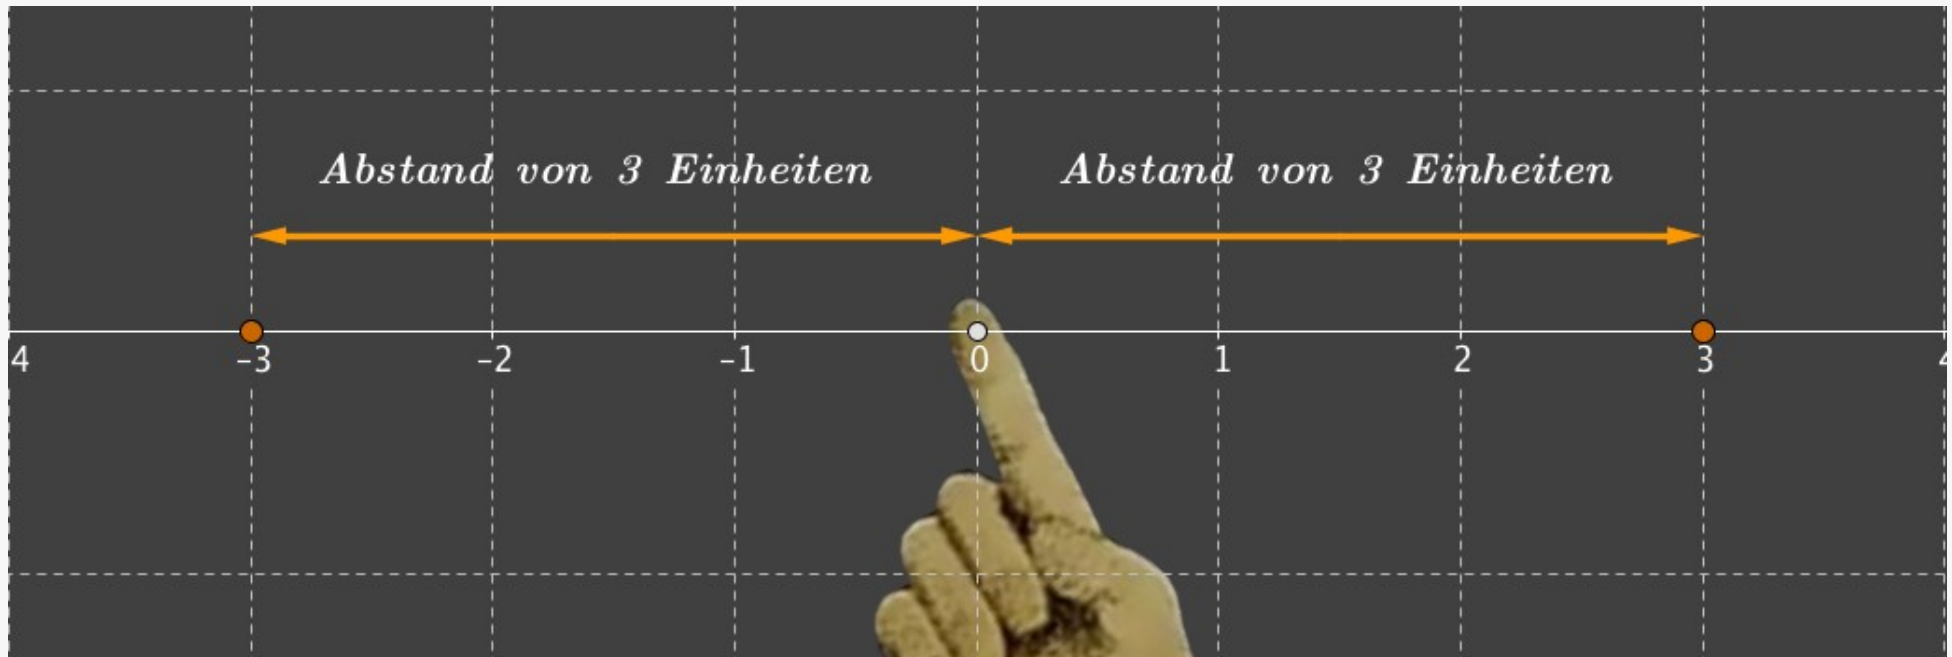 Abstand von 3 Einheiten Abstand von 3 Einheiten
4 -3 -2 -1 0 1 2 3 4